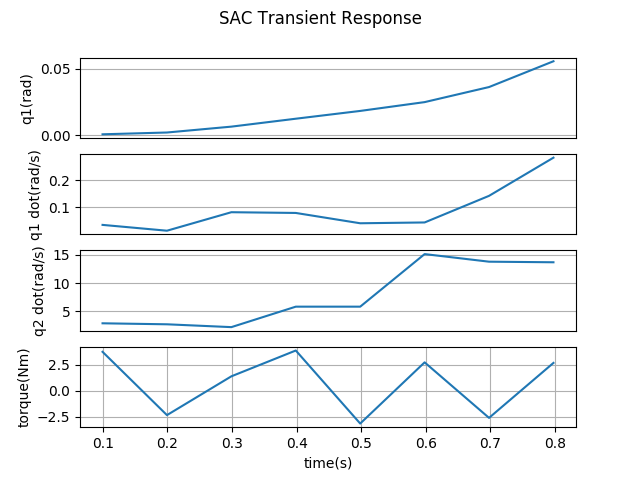 SAC Transient Response
q1(rad)
0.05
0.00
q1 dot(rad/s)
0.2
0.1
q2 dot(rad/s)
15
10
5
torque(Nm)
2.5
0.0
−2.5
0.1 0.2 0.3 0.4 0.5 0.6 0.7 0.8
time(s)